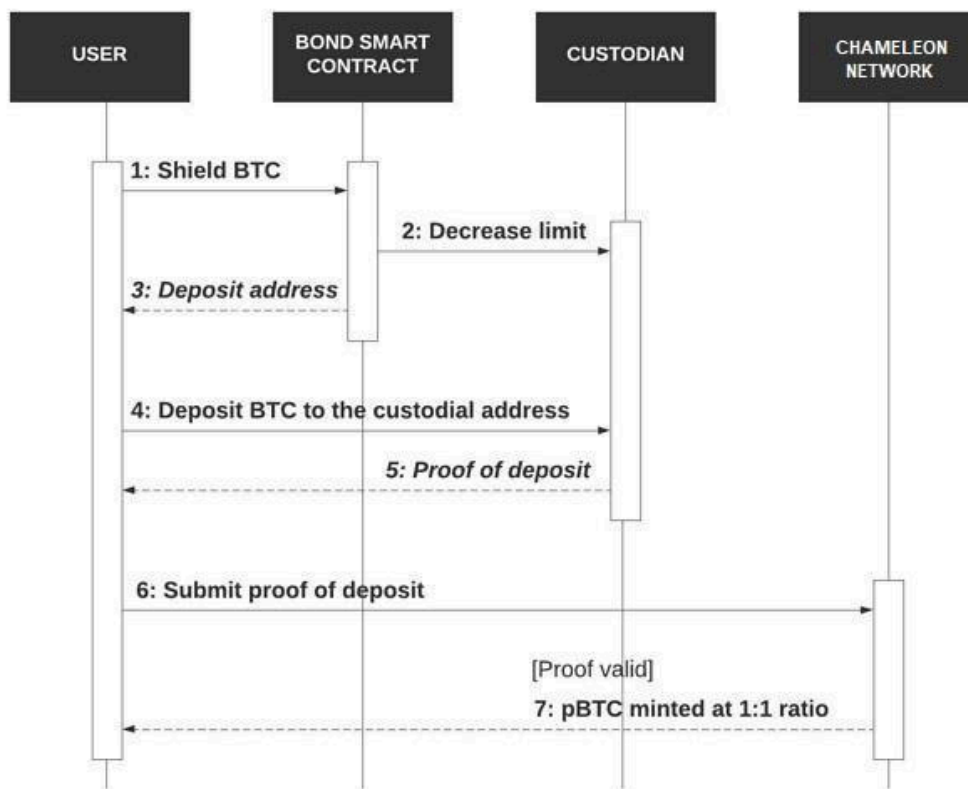 USER
BOND SMART
CONTRACT
CUSTODIAN
CHAMELEON
NETWORK
1: Shield BTC
2: Decrease limit
3: Deposit address
4: Deposit BTC to the custodial address
5: Proof of deposit
6: Submit proof of deposit
[Proof valid]
7: pBTC minted at 1:1 ratio